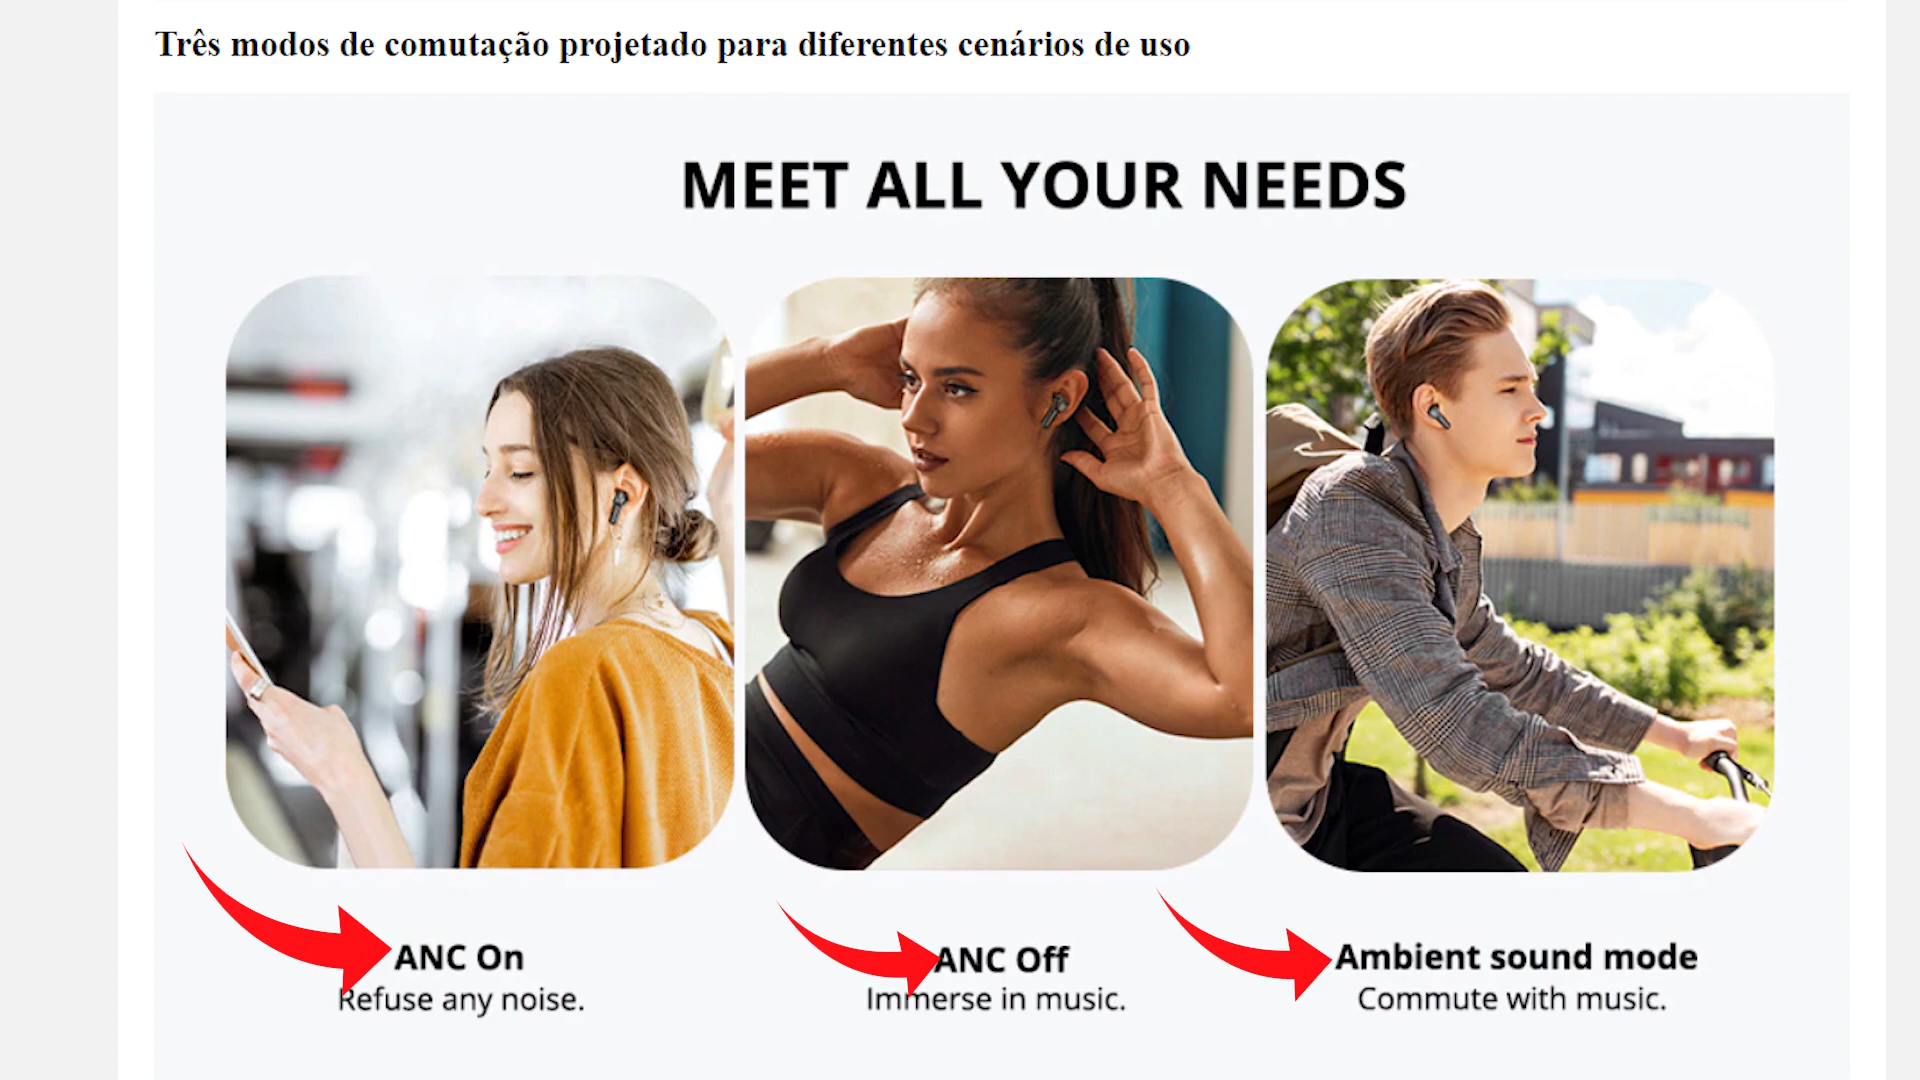 Três modos de comutação projetado para diferentes cenários de uso
MEET ALL YOUR NEEDS
ANC On
Refuse any noise.
ANC Off
Immerse in music.
Ambient sound mode
Commute with music.